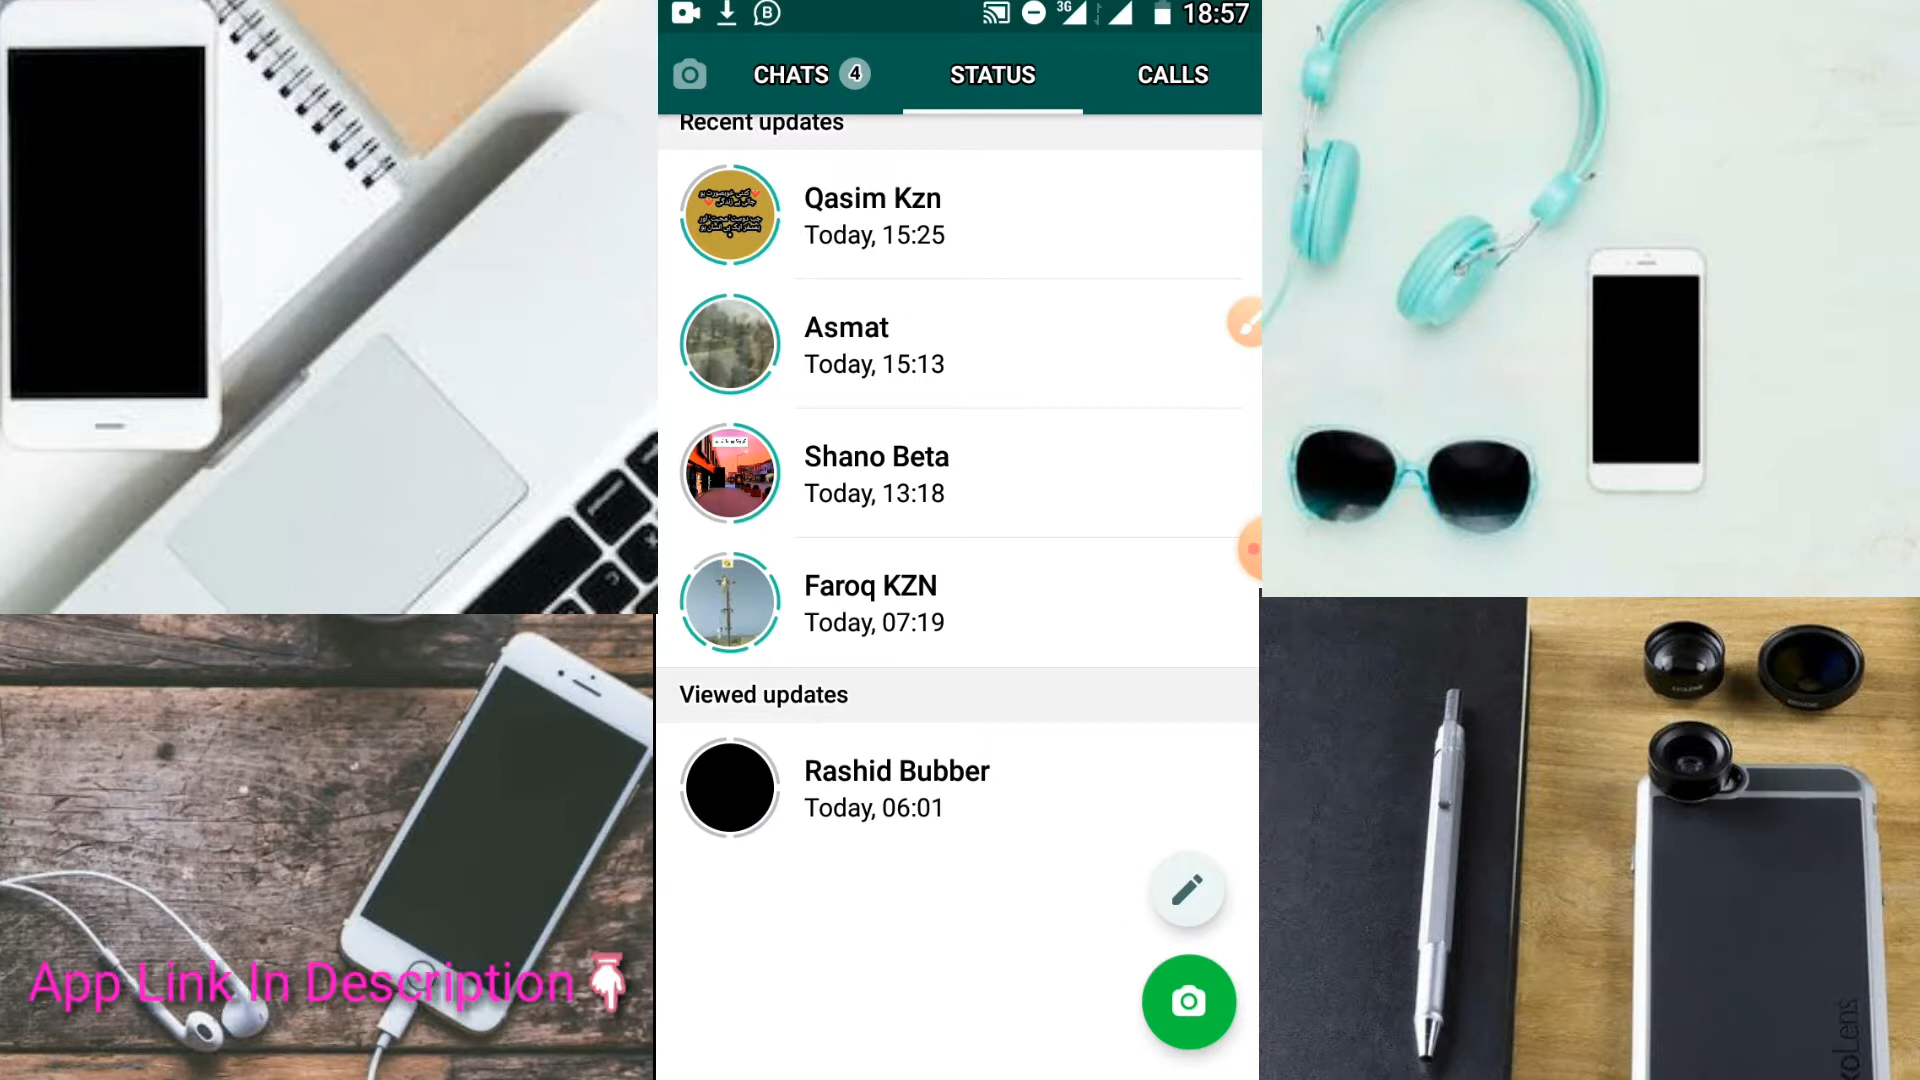 18:57
3G
B
CHATS 4 STATUS CALLS
Recent updates
Qasim Kzn
Today, 15:25
Asmat
Today, 15:13
Shano Beta
Today, 13:18
Faroq KZN
Today, 07:19
Viewed updates
Rashid Bubber
Today, 06:01
App Link In Description👇